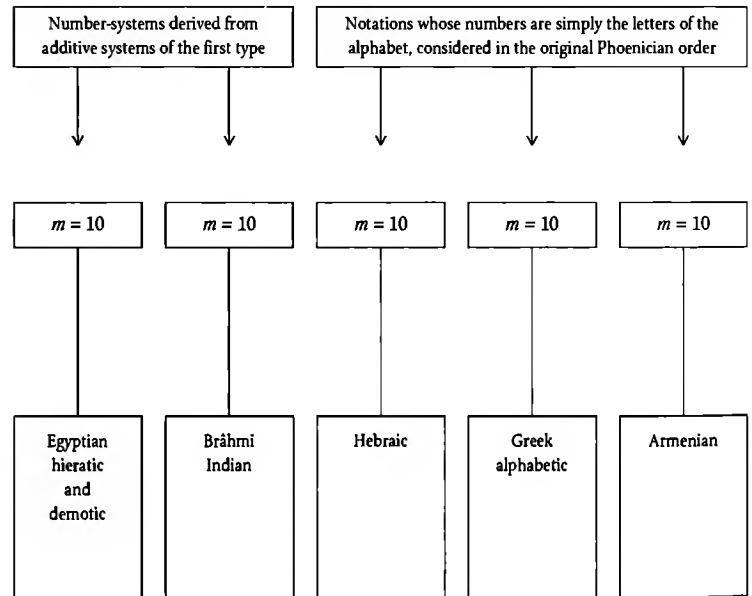 Number-systems derived from
additive systems of the first type
Notations whose numbers are simply the letters of the
alphabet, considered in the original Phoenician order
m = 10
m = 10
m = 10
m = 10
m = 10
Egyptian
hieratic
and
demotic
Brâhmi
Indian
Hebraic
Greek
alphabetic
Armenian